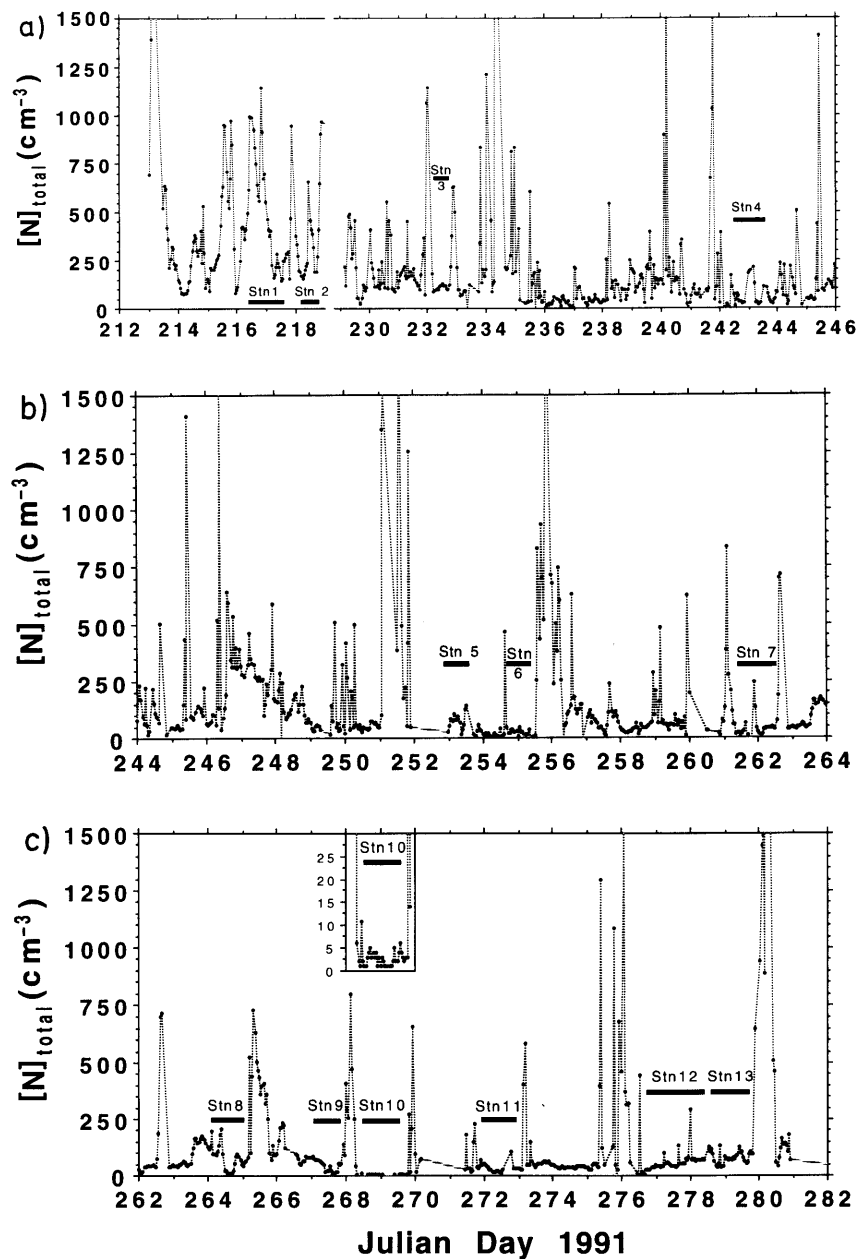 a)
[N]total (cm−3)
1500
1250
1000
750
500
250
0
Stn
3
Stn4
Stn1
Stn 2
212 214 216 218 230 232 234 236 238 240 242 244 246
b)
[N]total (cm−3)
1500
1250
1000
750
500
250
0
Stn 5
Stn
6
Stn 7
244 246 248 250 252 254 256 258 260 262 264
c)
[N]total (cm−3)
1500
1250
1000
750
500
250
0
Stn10
25
20
15
10
5
0
Stn8
Stn9
Stn10
Stn11
Stn12
Stn13
262 264 266 268 270 272 274 276 278 280 282
Julian Day 1991